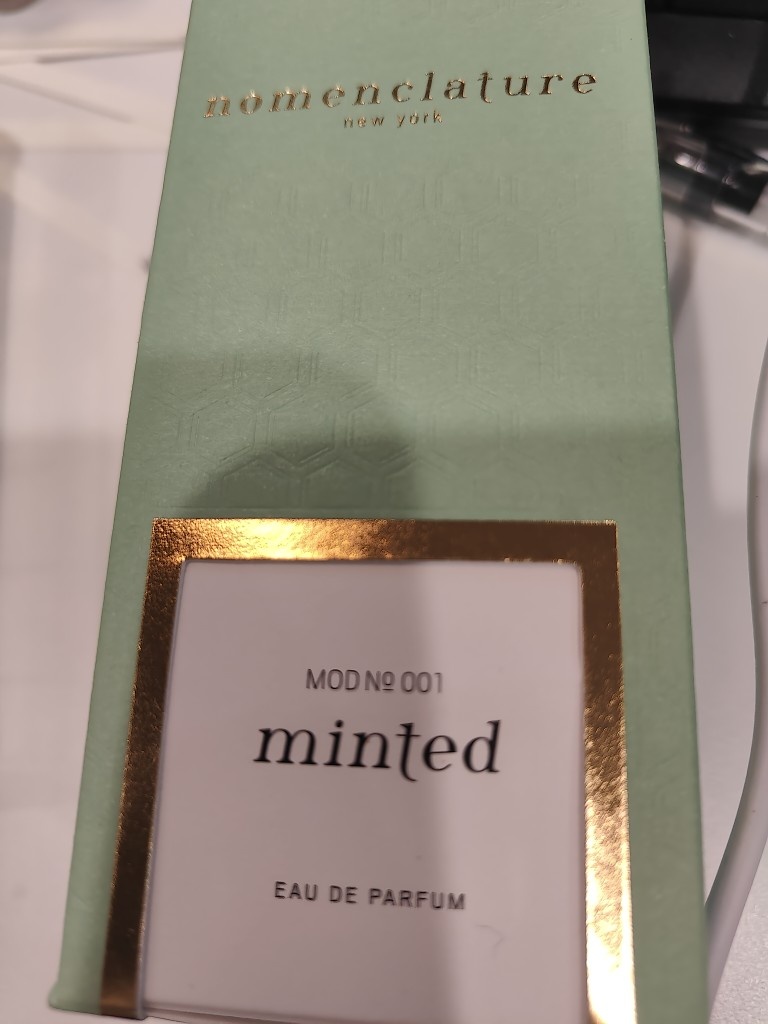 nomenclature
new york
MOD Nº 001
minted
EAU DE PARFUM